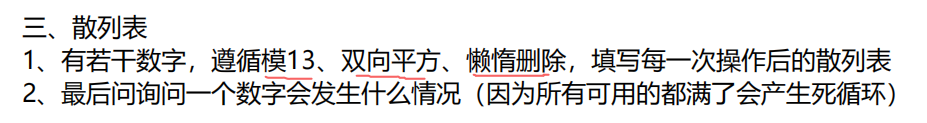 三、散列表
1、有若干数字，遵循模13、双向平方、懒惰删除，填写每一次操作后的散列表
2、最后问询问一个数字会发生什么情况（因为所有可用的都满了会产生死循环）